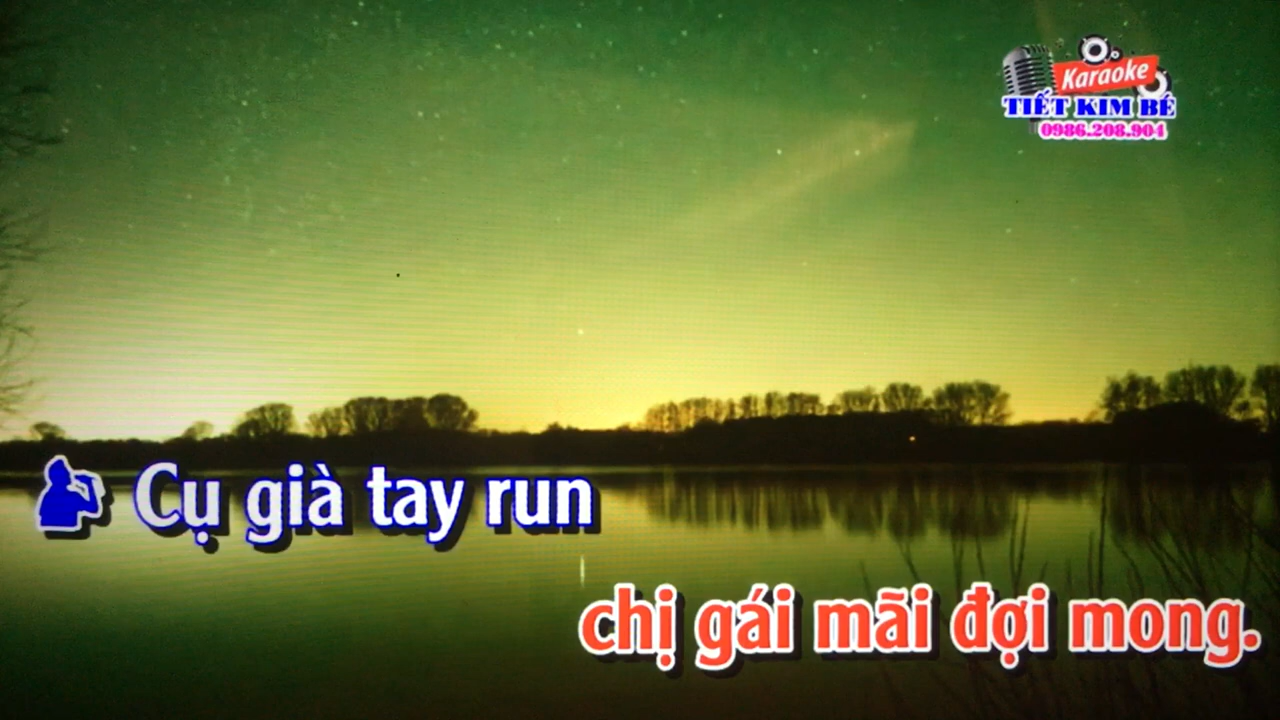 Karaoke
TIẾT KIM BÉ
0986.208.904
Cụ già tay run
chị gái mãi đợi mong.